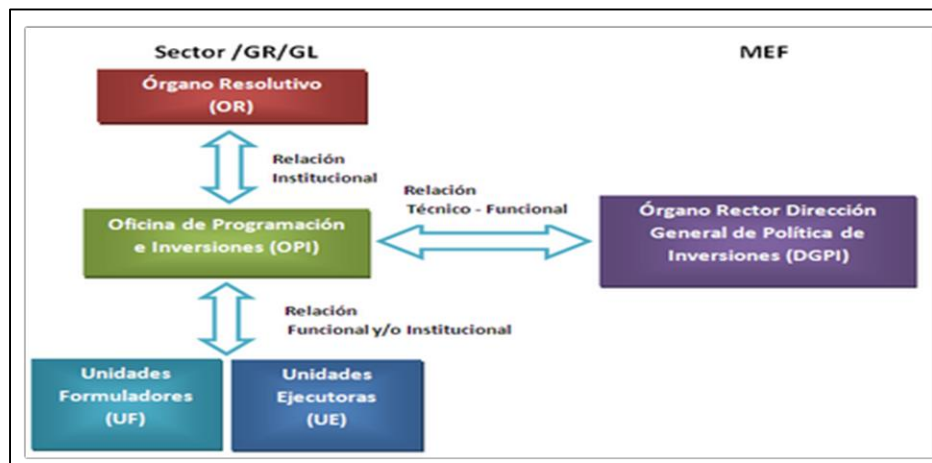 Sector /GR/GL
MEF
Órgano Resolutivo
(OR)
Relación
Institucional
Oficina de Programación
e Inversiones (OPI)
Relación
Técnico - Funcional
Órgano Rector Dirección
General de Política de
Inversiones (DGPI)
Relación
Funcional y/o Institucional
Unidades
Formuladores
(UF)
Unidades
Ejecutoras
(UE)